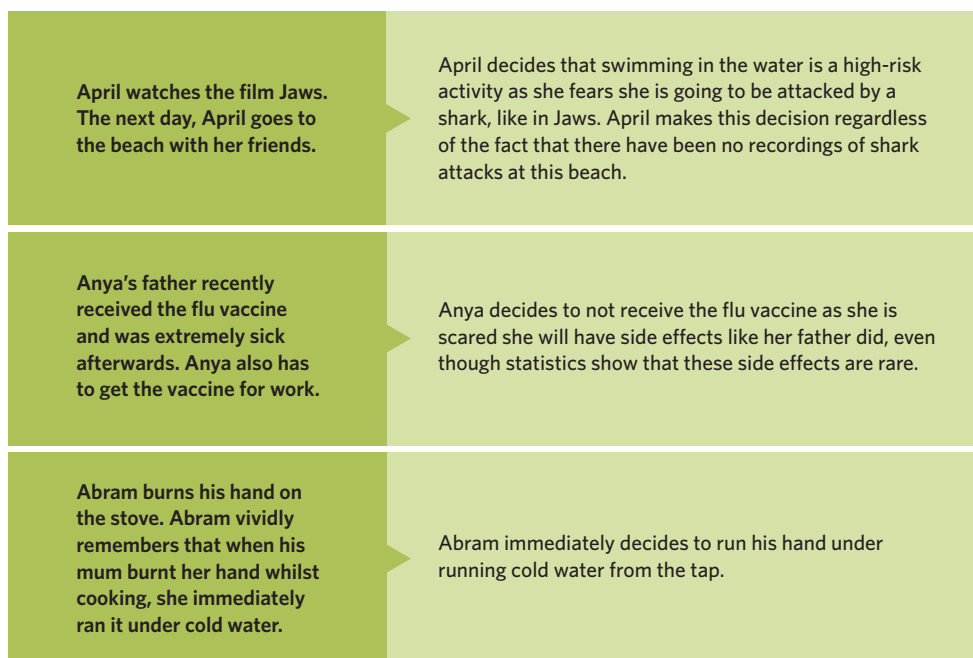 April watches the film Jaws.
The next day, April goes to
the beach with her friends.
April decides that swimming in the water is a high-risk
activity as she fears she is going to be attacked by a
shark, like in Jaws. April makes this decision regardless
of the fact that there have been no recordings of shark
attacks at this beach.
Anya’s father recently
received the flu vaccine
and was extremely sick
afterwards. Anya also has
to get the vaccine for work.
Anya decides to not receive the flu vaccine as she is
scared she will have side effects like her father did, even
though statistics show that these side effects are rare.
Abram burns his hand on
the stove. Abram vividly
remembers that when his
mum burnt her hand whilst
cooking, she immediately
ran it under cold water.
Abram immediately decides to run his hand under
running cold water from the tap.